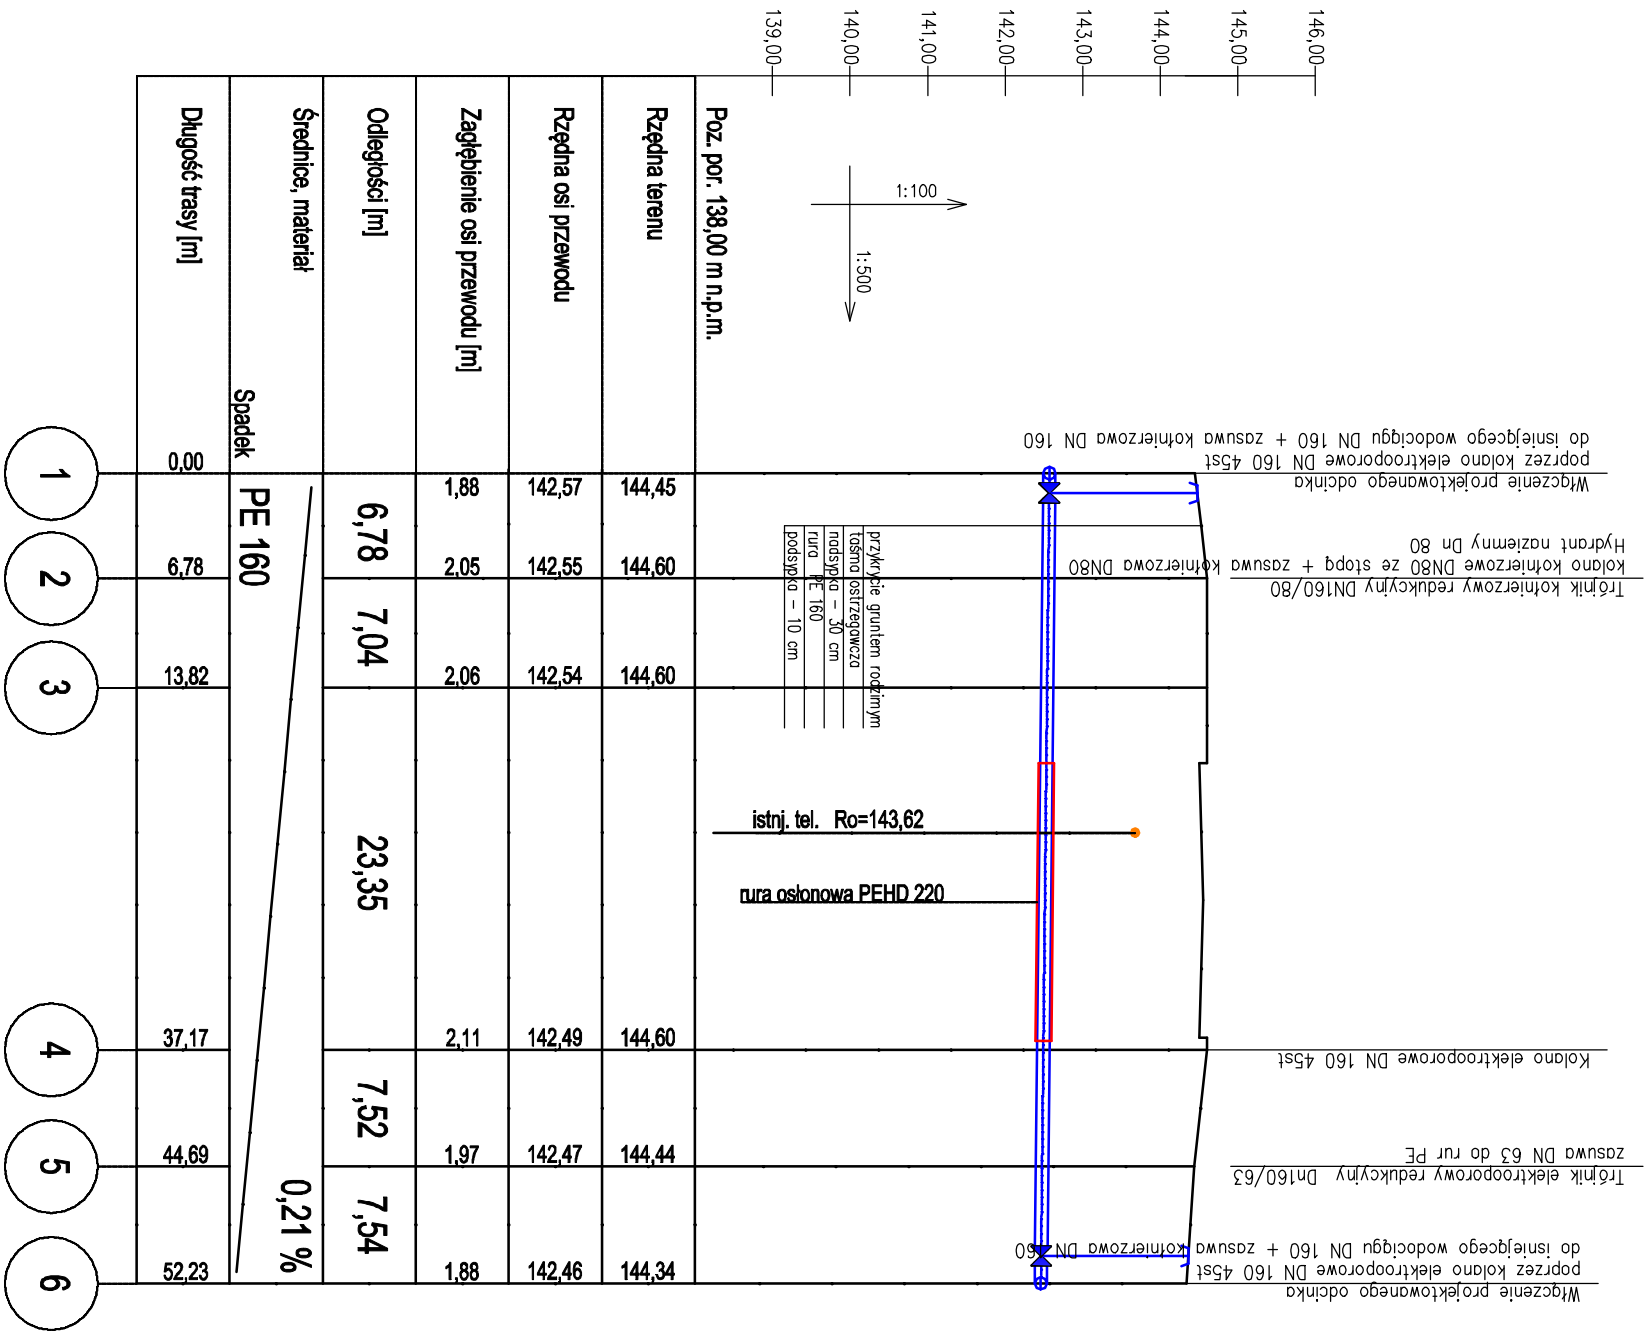 146,00
145,00
144,00
143,00
142,00
141,00
140,00
139,00
1:100
1:500
Poz. por. 138,00 m n.p.m.
Włączenie projektowanego odcinka
poprzez kolano elektrooporowe DN 160 45st
do isniejącego wodociągu DN 160 + zasuwa kołnierzowa DN 160
Trójnik kołnierzowy redukcyjny DN160/80
kolano kołnierzowe DN80 ze stopą + zasuwa kołnierzowa DN80
Hydrant naziemny Dn 80
Kolano elektrooporowe DN 160 45st
Trójnik elektrooporowy redukcyjny Dn160/63
zasuwa DN 63 do rur PE
Włączenie projektowanego odcinka
poprzez kolano elektrooporowe DN 160 45st
do isniejącego wodociągu DN 160 + zasuwa kołnierzowa DN 160
przykrycie gruntem rodzimym
taśma ostrzegawcza
nadsypka - 30 cm
rura PE 160
podsypka - 10 cm
istnj. tel. Ro=143,62
rura osłonowa PEHD 220
Rzędna terenu
144,45 144,60 144,60 144,60 144,44 144,34
Rzędna osi przewodu
142,57 142,55 142,54 142,49 142,47 142,46
Zagłębienie osi przewodu [m]
1,88 2,05 2,06 2,11 1,97 1,88
Odległości [m]
6,78 7,04 23,35 7,52 7,54
Średnice, materiał
Spadek
PE 160
0,21 %
Długość trasy [m]
0,00 6,78 13,82 37,17 44,69 52,23
1 2 3 4 5 6